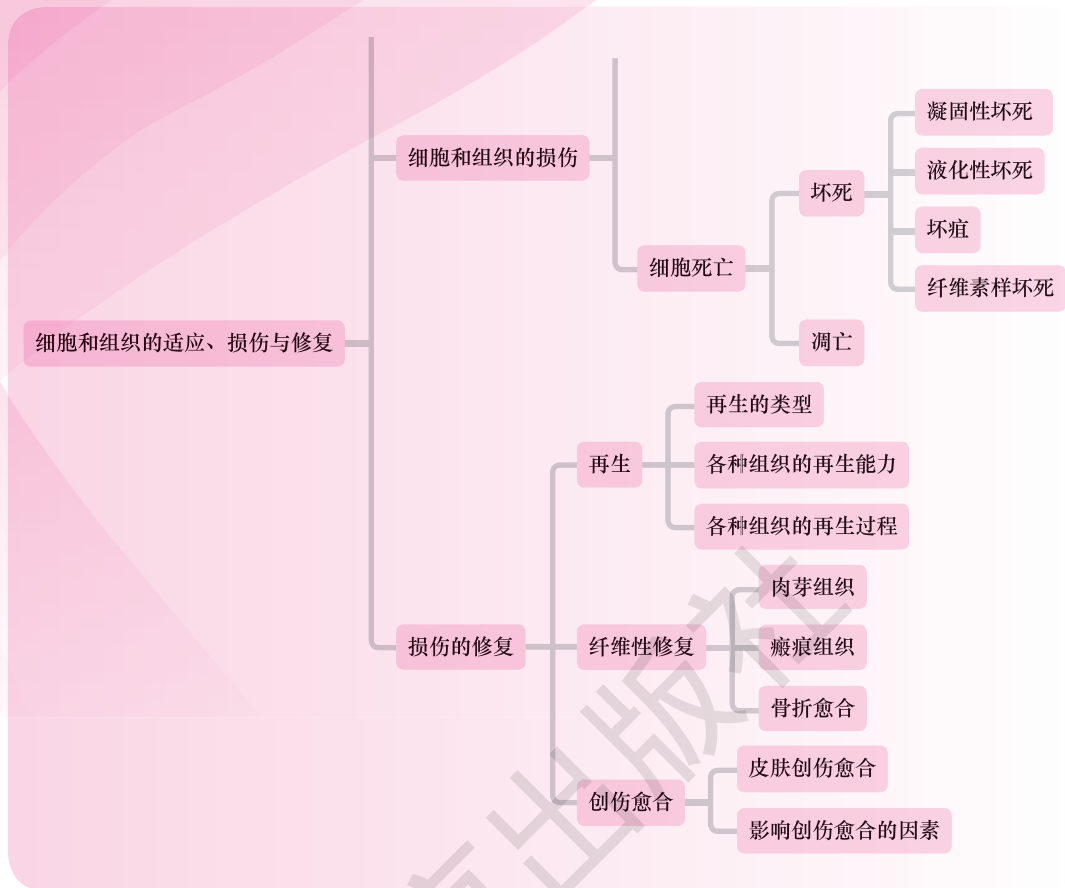 细胞和组织的适应、损伤与修复
细胞和组织的损伤
细胞死亡
坏死
凝固性坏死
液化性坏死
坏疽
纤维素样坏死
凋亡
损伤的修复
再生
再生的类型
各种组织的再生能力
各种组织的再生过程
纤维性修复
肉芽组织
瘢痕组织
骨折愈合
创伤愈合
皮肤创伤愈合
影响创伤愈合的因素
出版社